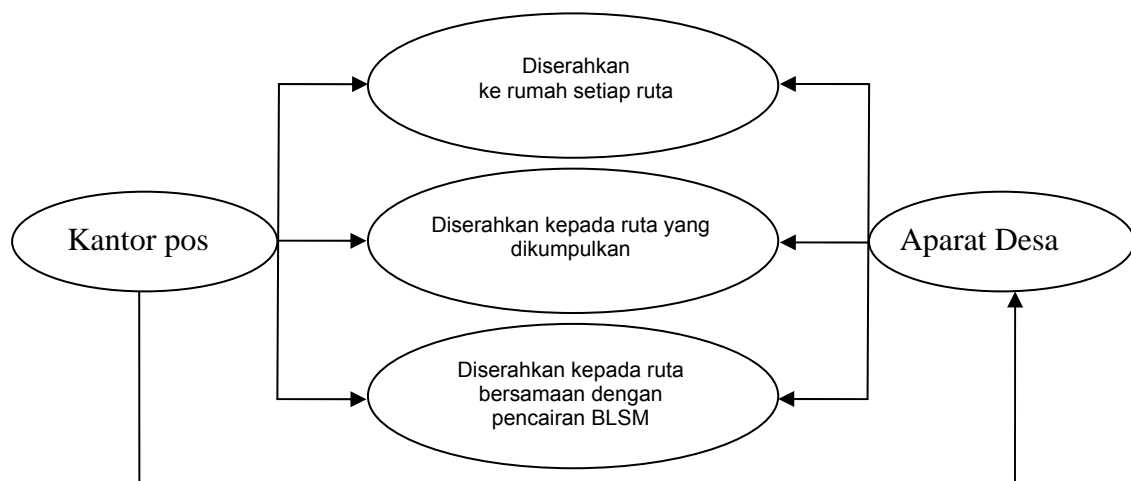 Diserahkan
ke rumah setiap ruta
Kantor pos
Diserahkan kepada ruta yang
dikumpulkan
Aparat Desa
Diserahkan kepada ruta
bersamaan dengan
pencairan BLSM